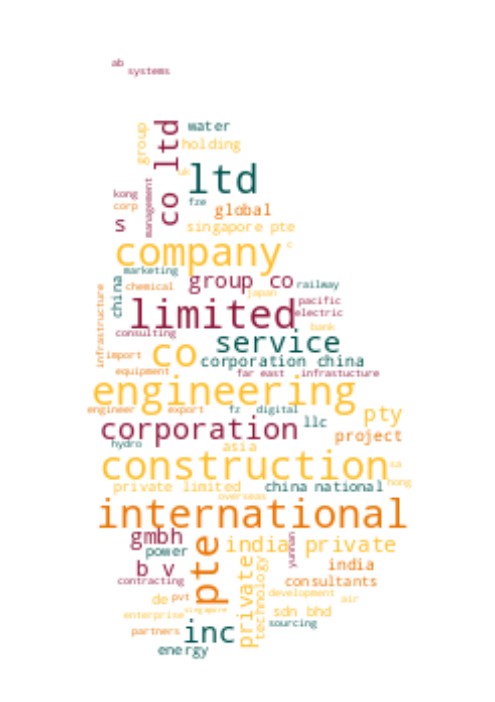 ab
systems
group
co ltd
water
holding
uk
ltd
kong
corp
management
fze
global
s
singapore pte
company
c
marketing
china
chemical
group co
railway
japan
pacific
infrastructure
limited
electric
bank
consulting
service
import
co
corporation china
equipment
far east
infrastucture
engineering
engineer
export
fz
digital
llc
pty
corporation
project
hydro
asia
construction
sa
private limited
china national
hong
overseas
international
gmbh
power
pte
india private
yunnan
b v
india
contracting
private
technology
consultants
de
pvt
development
air
singapore
enterprise
sdn bhd
partners
inc
sourcing
energy